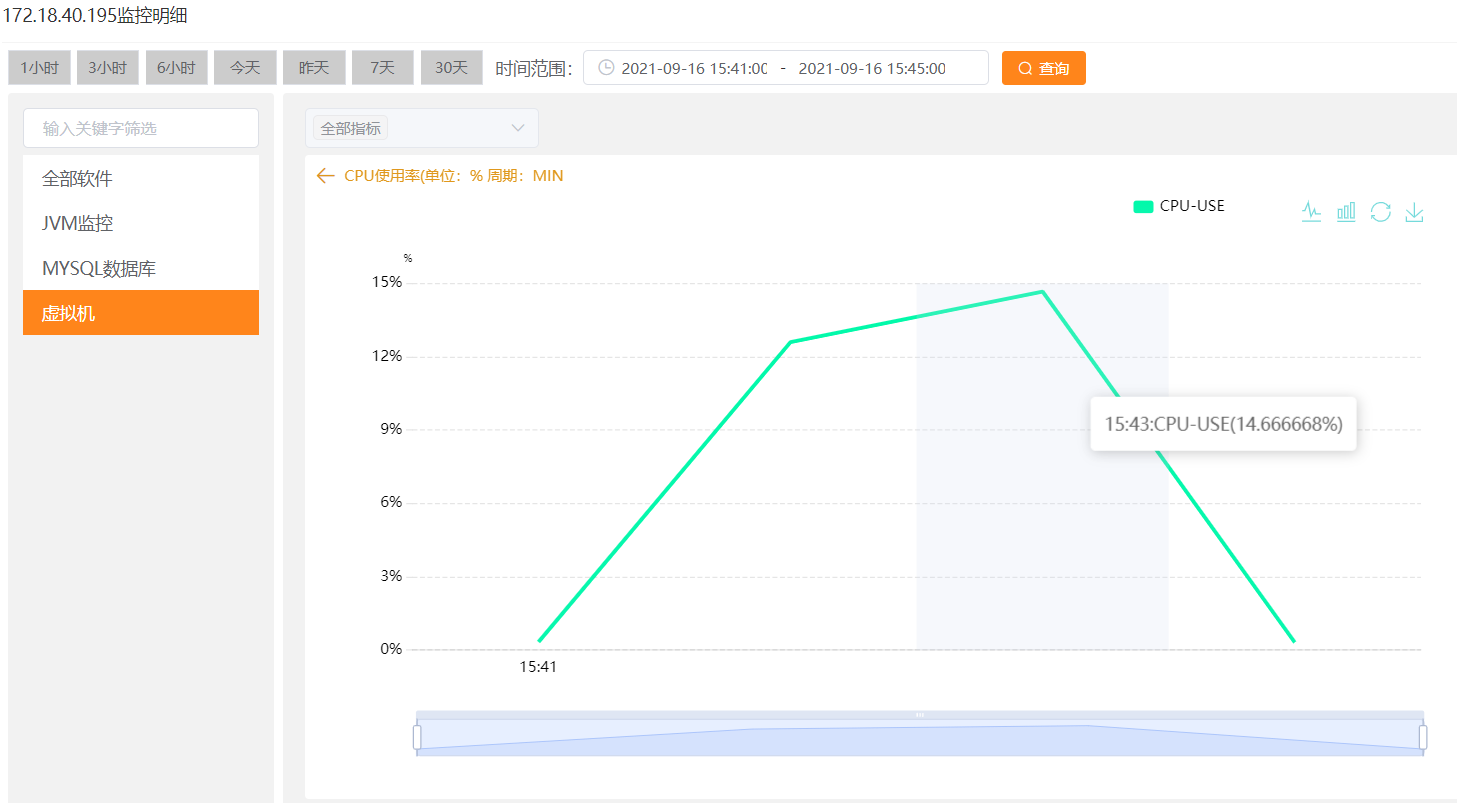 172.18.40.195监控明细
1小时 3小时 6小时 今天 昨天 7天 30天 时间范围： 2021-09-16 15:41:00 - 2021-09-16 15:45:00 查询
输入关键字筛选
全部指标
全部软件
JVM监控
MYSQL数据库
虚拟机
CPU使用率(单位：% 周期：MIN
CPU-USE
%
15%
12%
9%
15:43:CPU-USE(14.666668%)
6%
3%
0%
15:41